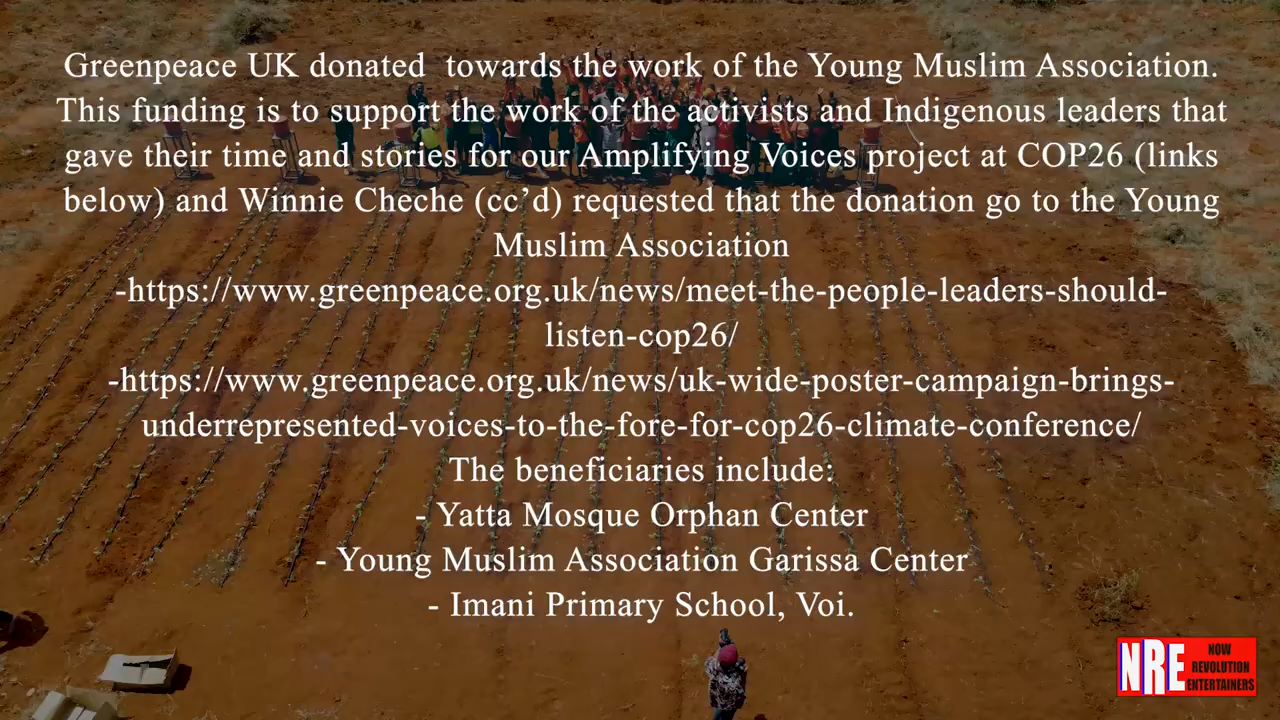 Greenpeace UK donated  towards the work of the Young Muslim Association.
This funding is to support the work of the activists and Indigenous leaders that
gave their time and stories for our Amplifying Voices project at COP26 (links
below) and Winnie Cheche (cc’d) requested that the donation go to the Young
Muslim Association
-https://www.greenpeace.org.uk/news/meet-the-people-leaders-should-
listen-cop26/
-https://www.greenpeace.org.uk/news/uk-wide-poster-campaign-brings-
underrepresented-voices-to-the-fore-for-cop26-climate-conference/
The beneficiaries include:
- Yatta Mosque Orphan Center
- Young Muslim Association Garissa Center
- Imani Primary School, Voi.
NRE
NOW
REVOLUTION
ENTERTAINERS